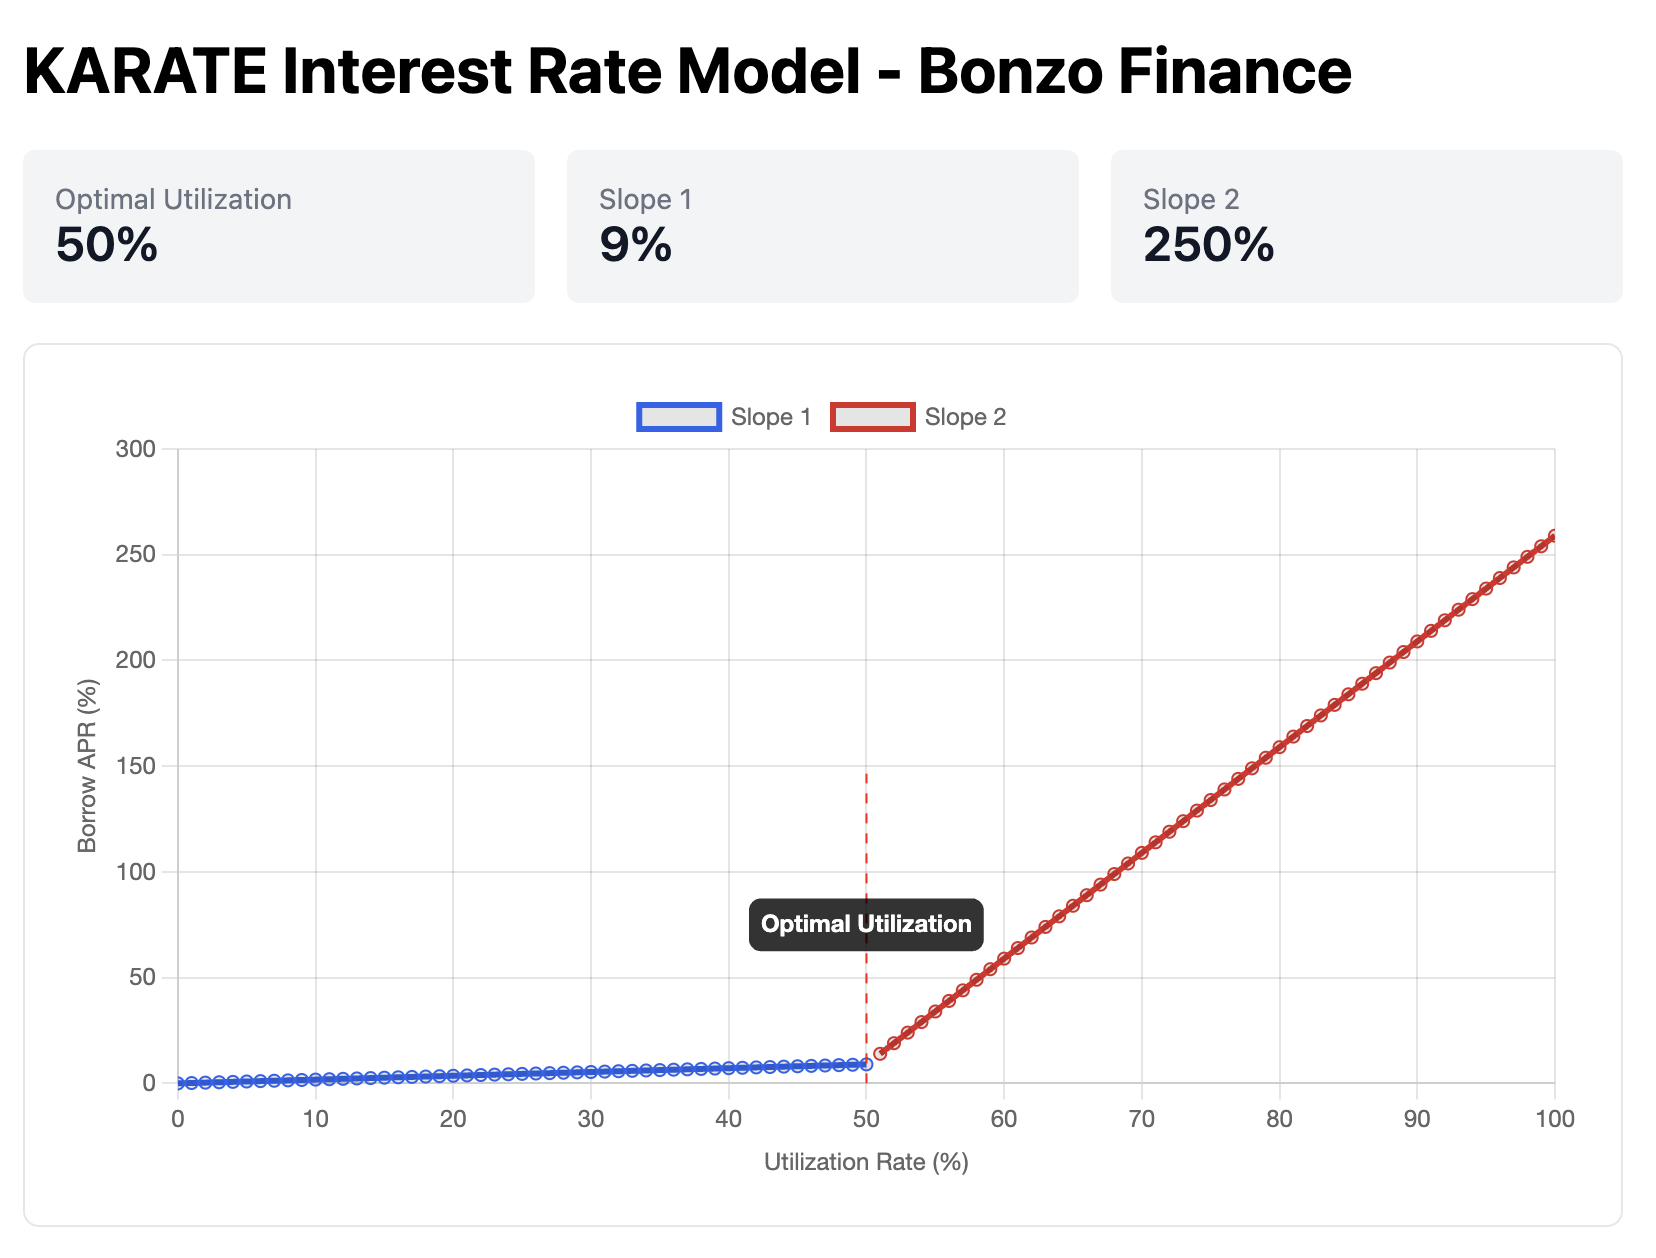 KARATE Interest Rate Model - Bonzo Finance
Optimal Utilization
50%
Slope 1
9%
Slope 2
250%
Slope 1
Slope 2
300
250
200
150
100
50
0
Borrow APR (%)
Optimal Utilization
0 10 20 30 40 50 60 70 80 90 100
Utilization Rate (%)